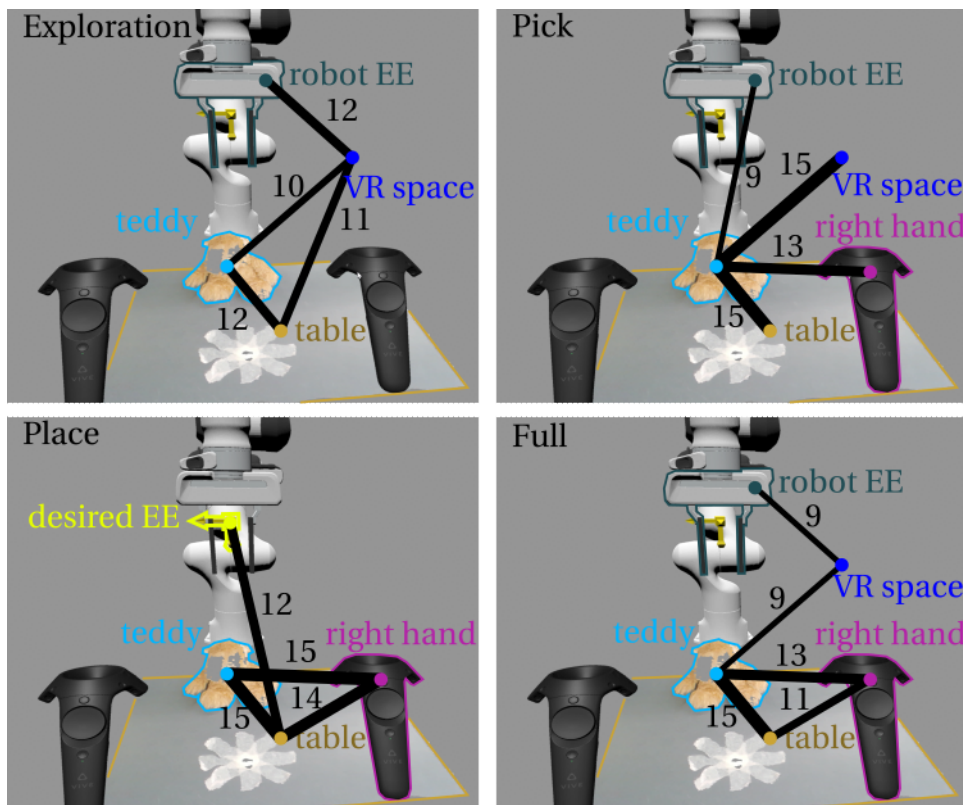 Exploration
robot EE
12
VR space
10
11
teddy
12
table
Pick
robot EE
9
15
VR space
right hand
13
15
table
Place
desired EE
12
teddy
15
right hand
14
15
table
Full
robot EE
9
VR space
9
teddy
right hand
13
11
15
table